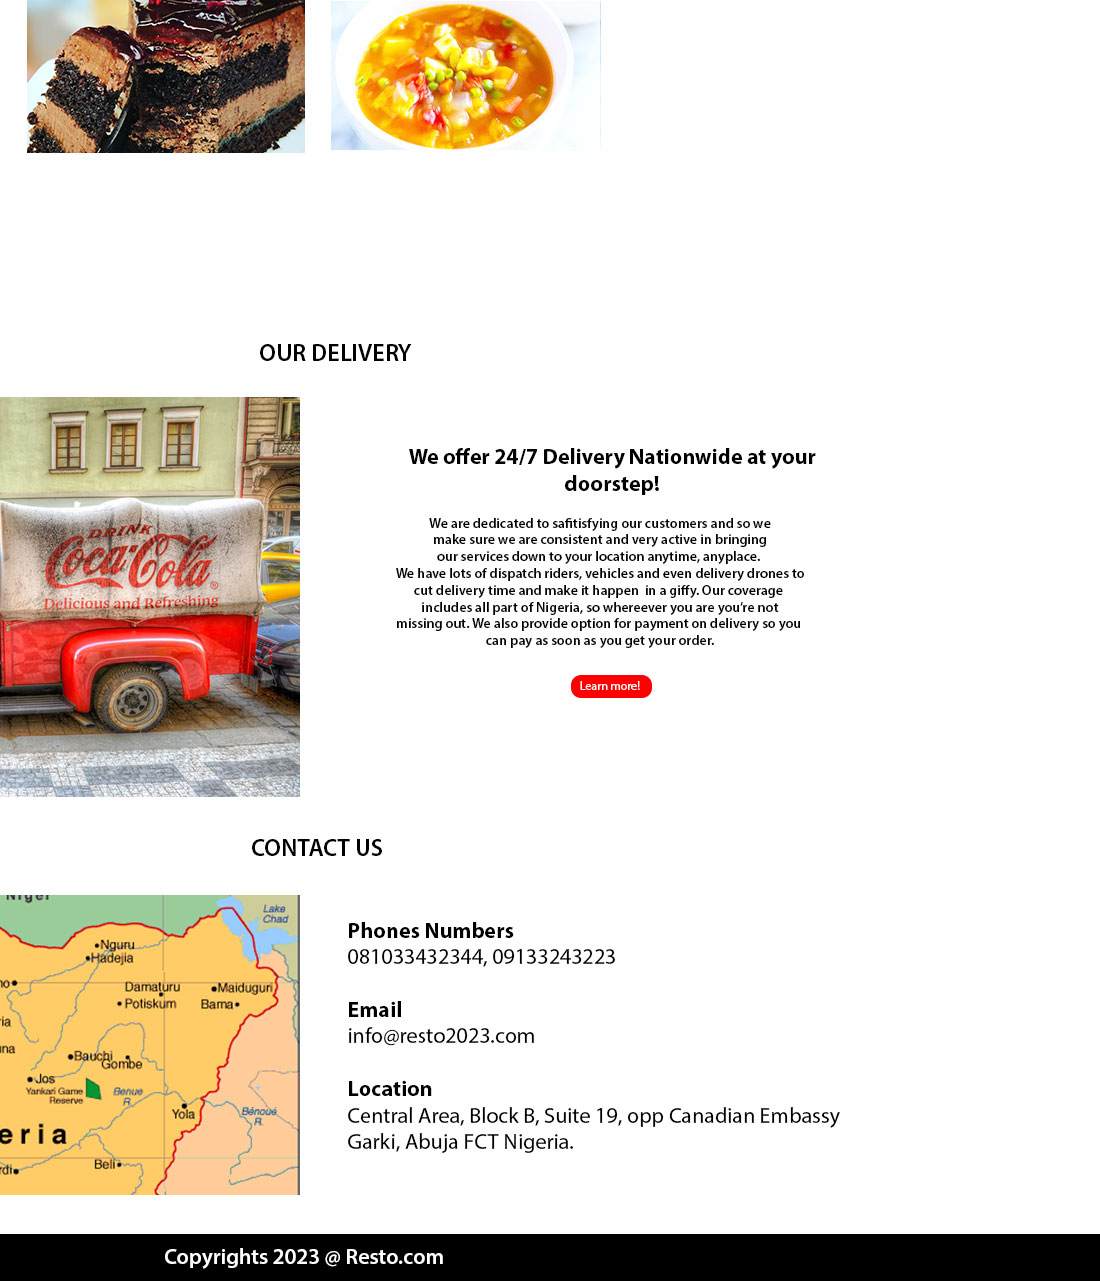 OUR DELIVERY
DRINK
Coca-Cola
Delicious and Refreshing
We offer 24/7 Delivery Nationwide at your
doorstep!
We are dedicated to safitisfying our customers and so we
make sure we are consistent and very active in bringing
our services down to your location anytime, anyplace.
We have lots of dispatch riders, vehicles and even delivery drones to
cut delivery time and make it happen in a giffy. Our coverage
includes all part of Nigeria, so whereever you are you’re not
missing out. We also provide option for payment on delivery so you
can pay as soon as you get your order.
Learn more!
CONTACT US
Niger
Lake
Chad
Nguru
Hadejia
no
Damaturu
Maiduguri
Potiskum
Bama
ria
una
Bauchi
Gombe
Jos
Yankari Game
Reserve
Benue
R.
Yola
Bénoué
R.
eria
Beli
rdi
Phones Numbers
081033432344, 09133243223
Email
info@resto2023.com
Location
Central Area, Block B, Suite 19, opp Canadian Embassy
Garki, Abuja FCT Nigeria.
Copyrights 2023 @ Resto.com